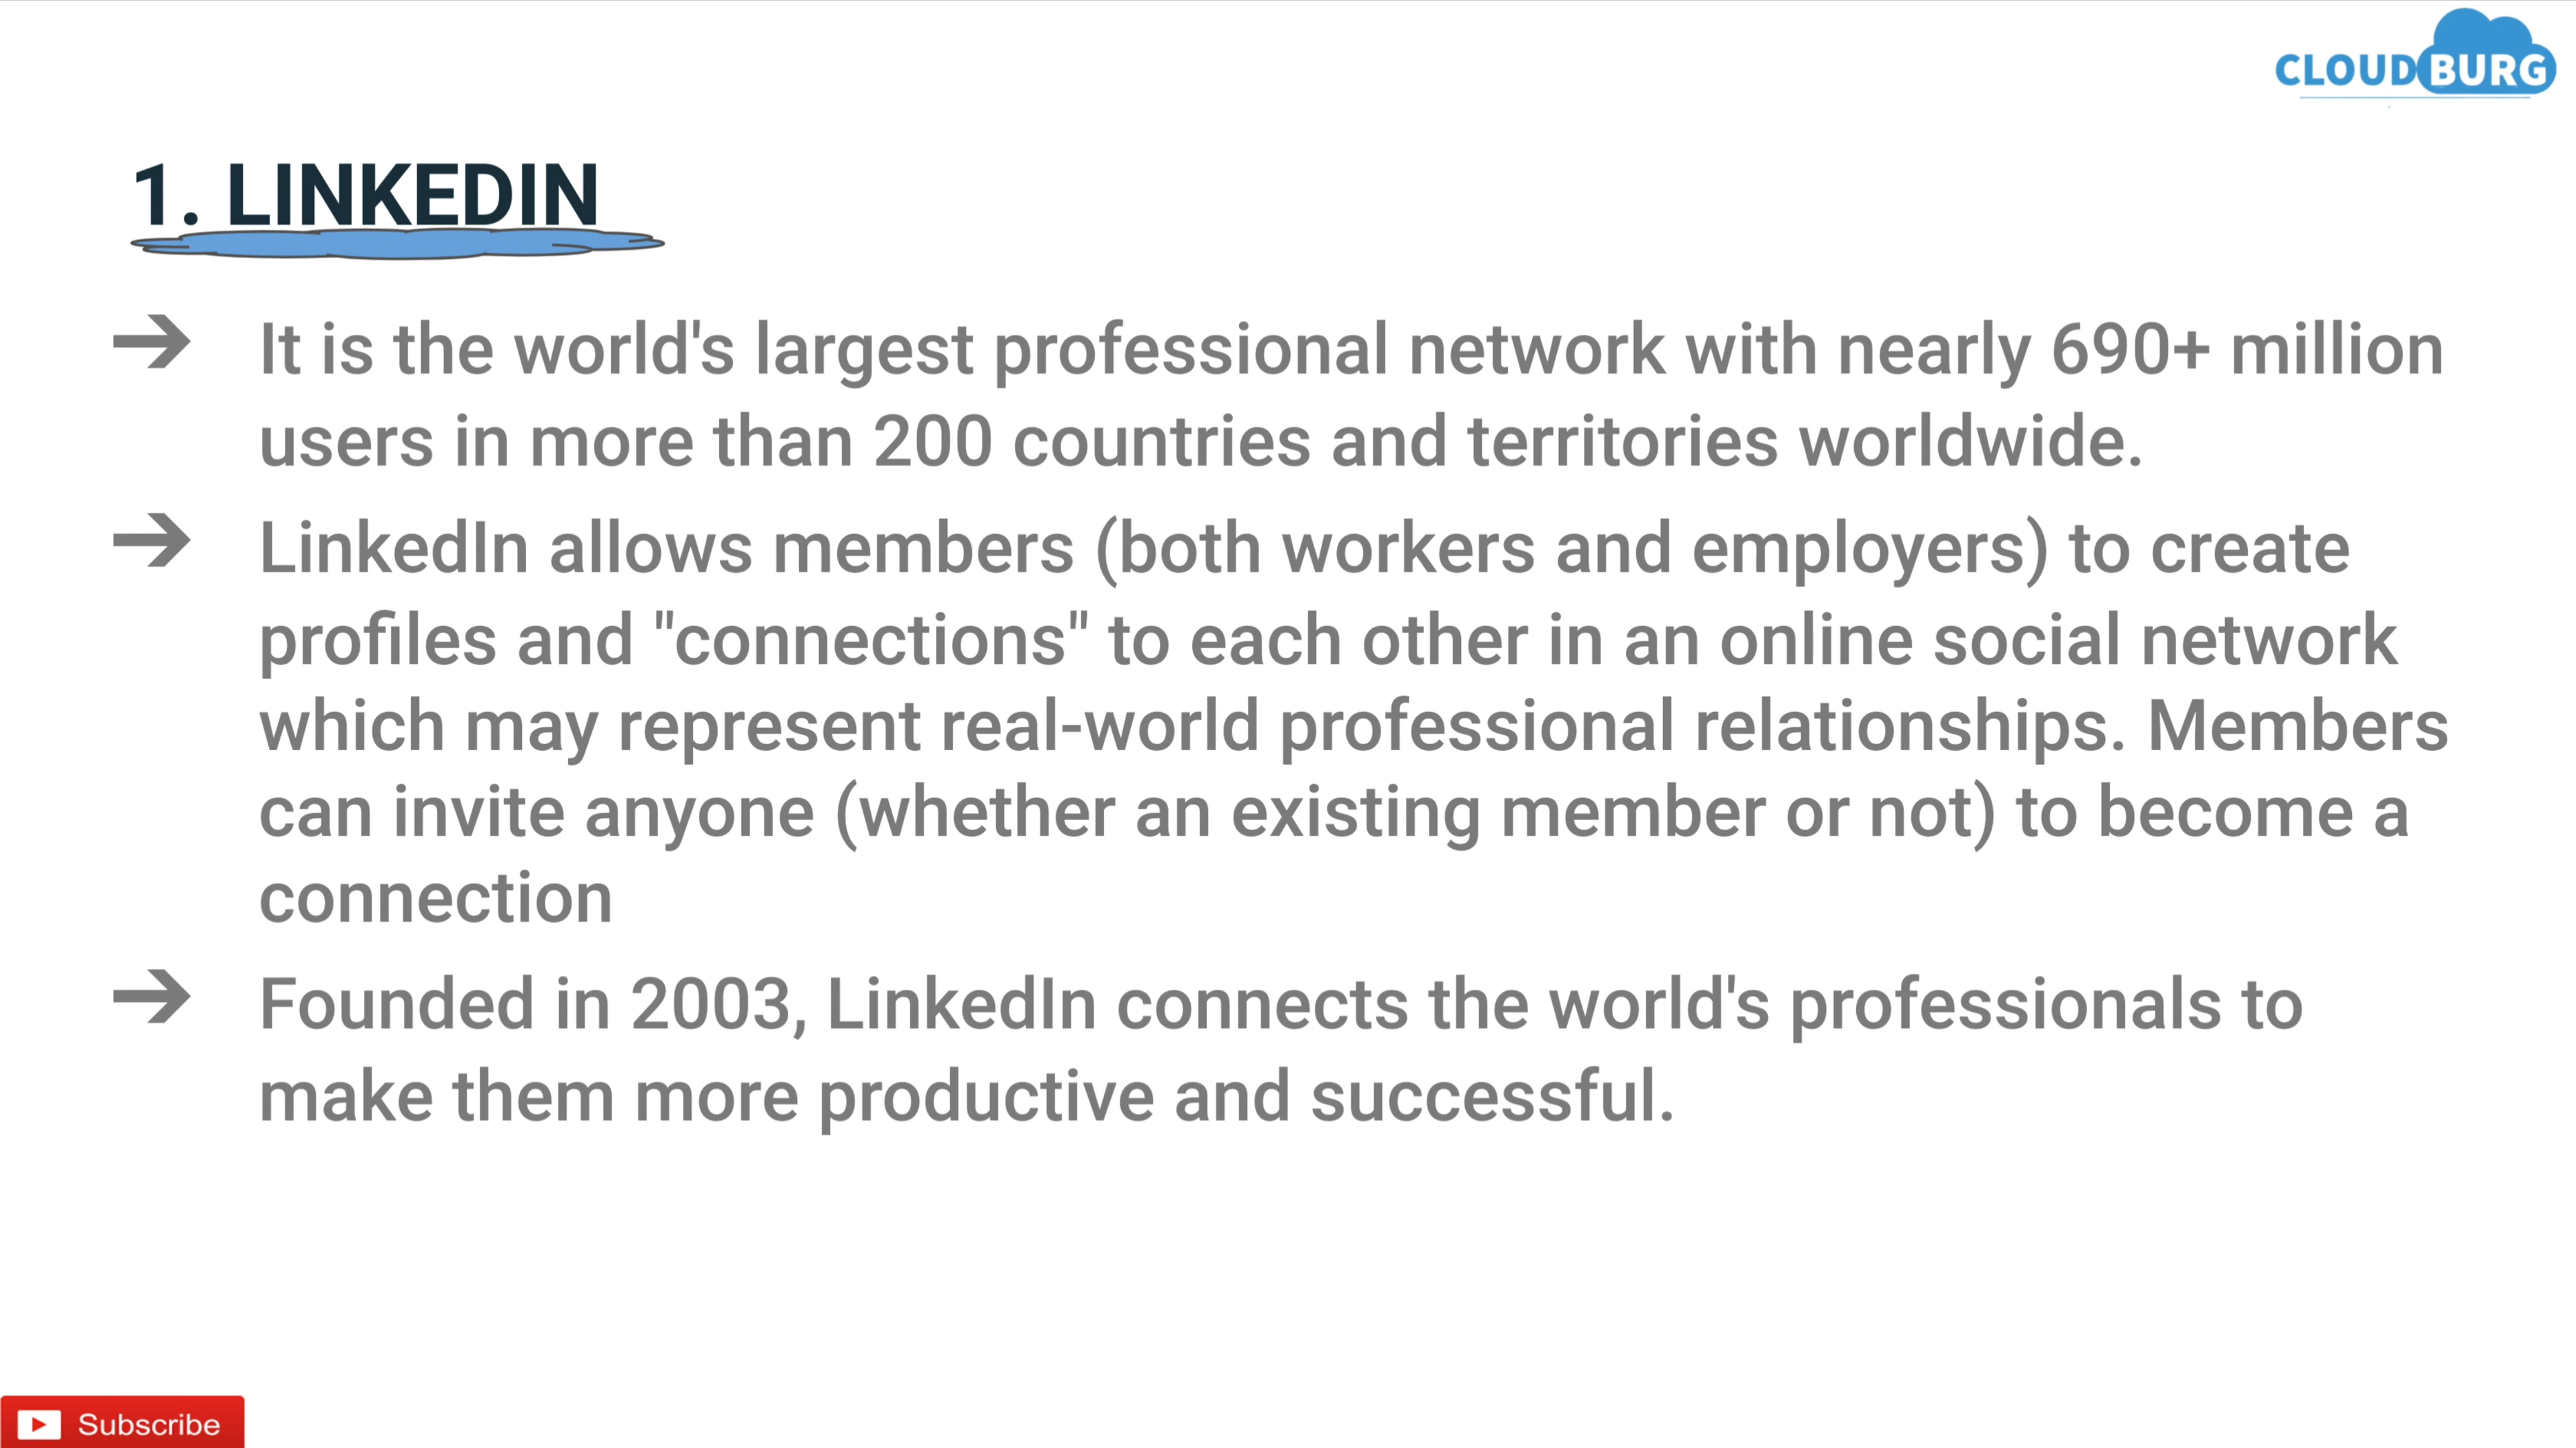 CLOUDBURG
1. LINKEDIN
It is the world's largest professional network with nearly 690+ million
users in more than 200 countries and territories worldwide.
LinkedIn allows members (both workers and employers) to create
profiles and "connections" to each other in an online social network
which may represent real-world professional relationships. Members
can invite anyone (whether an existing member or not) to become a
connection
Founded in 2003, LinkedIn connects the world's professionals to
make them more productive and successful.
Subscribe